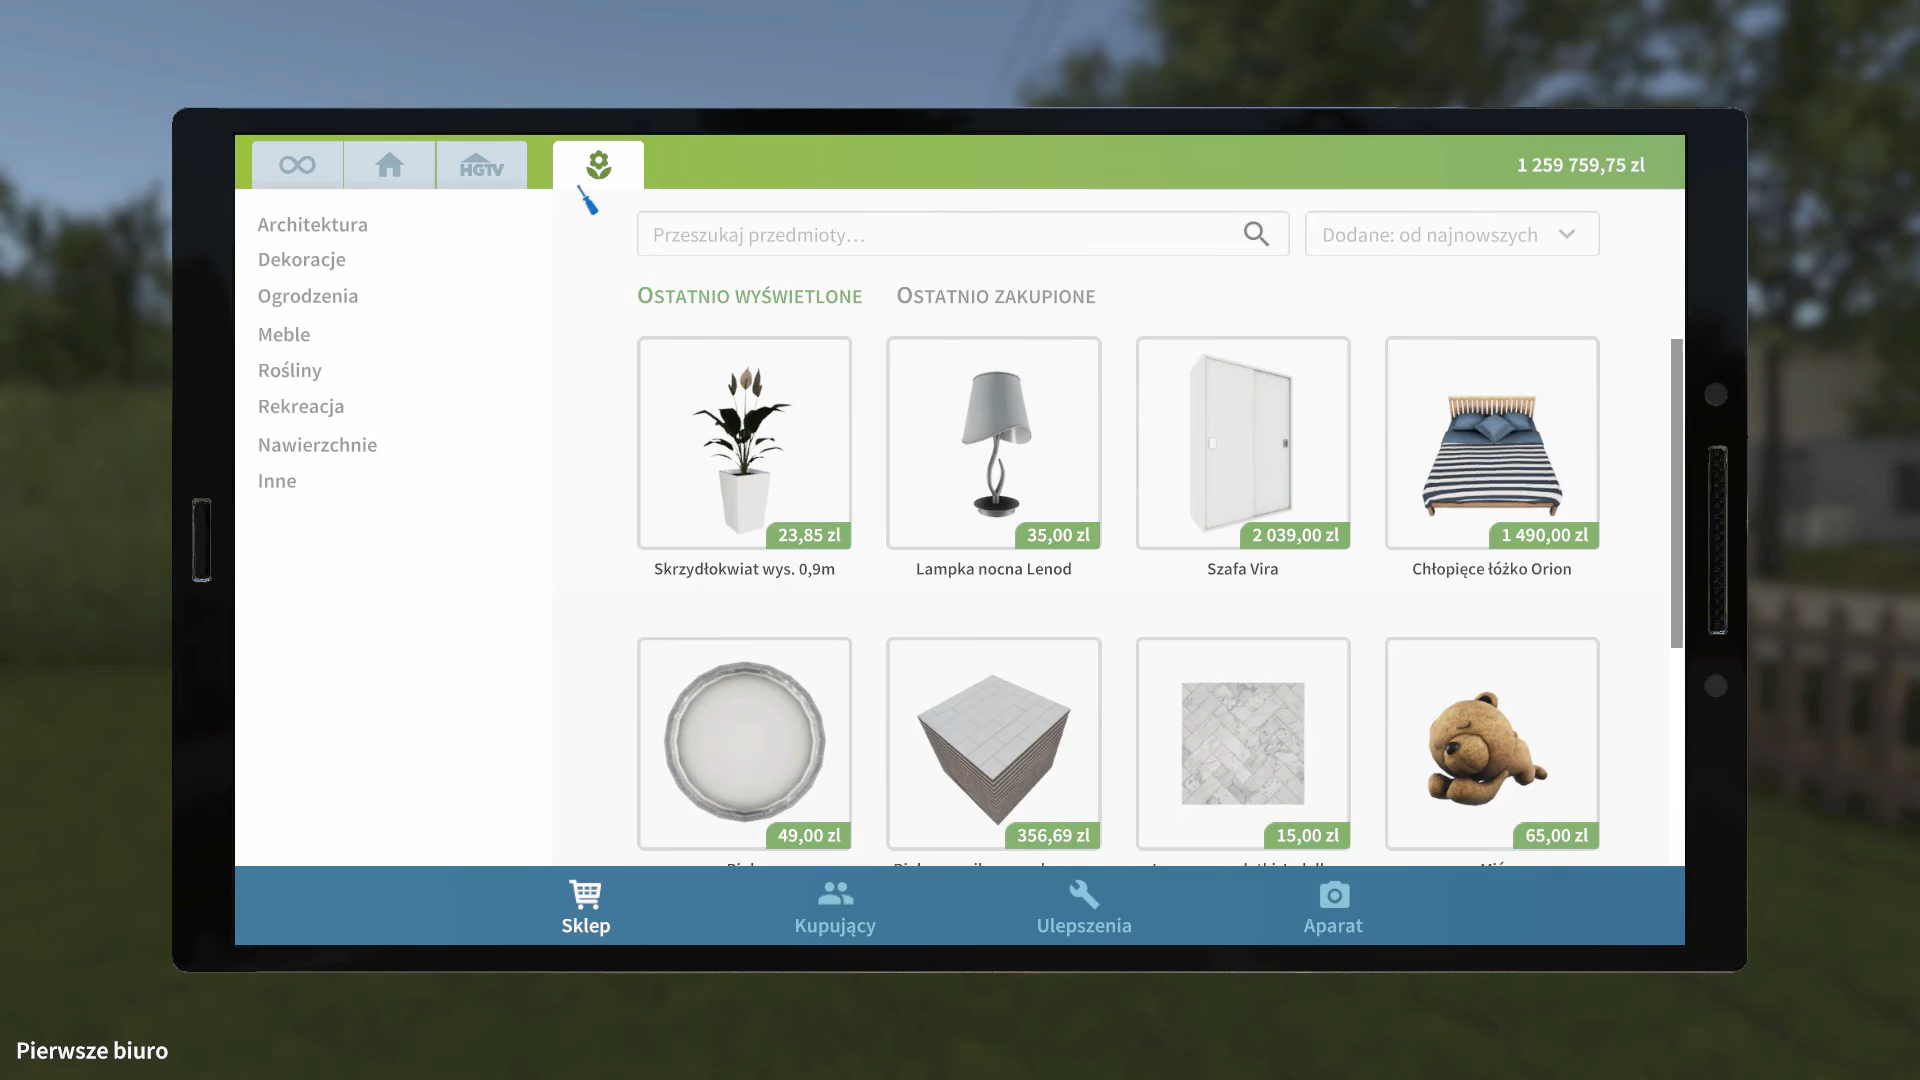 HGTV
1 259 759,75 zl
Architektura
Dekoracje
Ogrodzenia
Meble
Rośliny
Rekreacja
Nawierzchnie
Inne
Przeszukaj przedmioty...
Dodane: od najnowszych
OSTATNIO WYŚWIETLONE
OSTATNIO ZAKUPIONE
23,85 zl
35,00 zl
2 039,00 zl
1 490,00 zl
Skrzydłokwiat wys. 0,9m
Lampka nocna Lenod
Szafa Vira
Chłopięce łóżko Orion
49,00 zl
356,69 zl
15,00 zl
65,00 zl
Sklep
Kupujący
Ulepszenia
Aparat
Pierwsze biuro